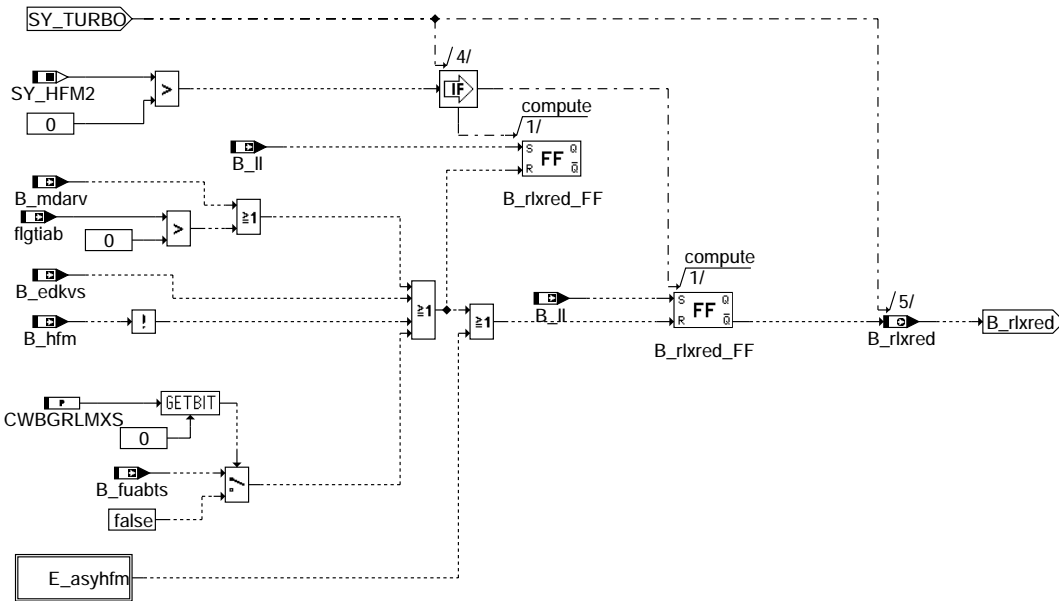 SY_TURBO
/4/
SY_HFM2
>
IF
0
compute
1/
B_ll
S Q
FF
R Q
B_rlxred_FF
B_mdarv
≧1
flgtiab
>
0
compute
1/
B_edkvs
≧1
≧1
B_ll
S Q
FF
R Q
/5/
B_hfm
!
B_rlxred_FF
B_rlxred
B_rlxred
P
GETBIT
CWBGRLMXS
0
B_fuabts
false
E_asyhfm